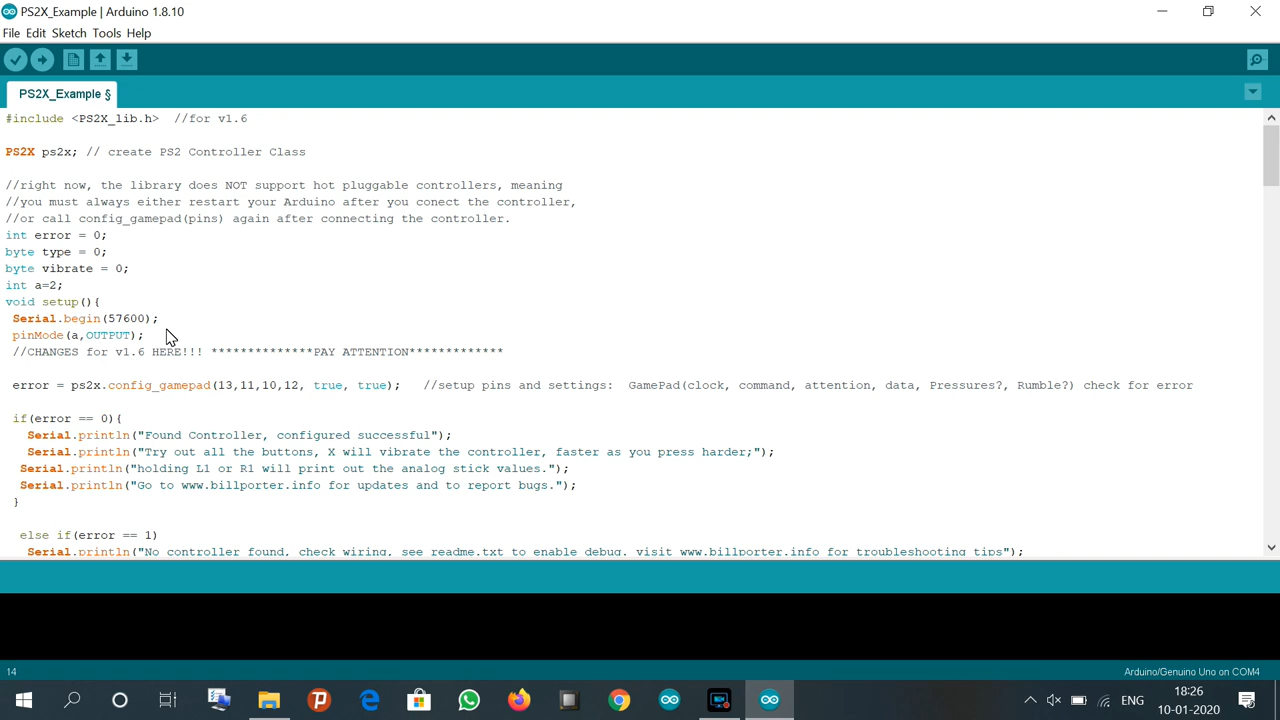 PS2X_Example | Arduino 1.8.10
File Edit Sketch Tools Help
PS2X_Example §
#include <PS2X_lib.h>  //for v1.6
PS2X ps2x; // create PS2 Controller Class
//right now, the library does NOT support hot pluggable controllers, meaning
//you must always either restart your Arduino after you conect the controller,
//or call config_gamepad(pins) again after connecting the controller.
int error = 0;
byte type = 0;
byte vibrate = 0;
int a=2;
void setup(){
Serial.begin(57600);
pinMode(a,OUTPUT);
//CHANGES for v1.6 HERE!!! **************PAY ATTENTION*************
error = ps2x.config_gamepad(13,11,10,12, true, true);   //setup pins and settings:  GamePad(clock, command, attention, data, Pressures?, Rumble?) check for error
if(error == 0){
Serial.println("Found Controller, configured successful");
Serial.println("Try out all the buttons, X will vibrate the controller, faster as you press harder;");
Serial.println("holding L1 or R1 will print out the analog stick values.");
Serial.println("Go to www.billporter.info for updates and to report bugs.");
}
else if(error == 1)
Serial.println("No controller found, check wiring, see readme.txt to enable debug. visit www.billporter.info for troubleshooting tips");
14
Arduino/Genuino Uno on COM4
ENG
18:26
10-01-2020